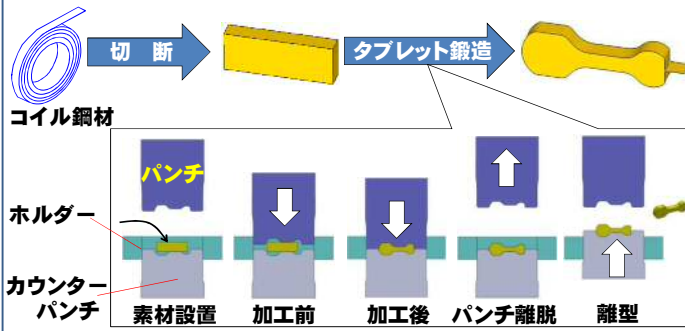 切 断
タブレット鍛造
コイル鋼材
パンチ
ホルダー
カウンター
パンチ
素材設置
加工前
加工後
パンチ離脱
離型